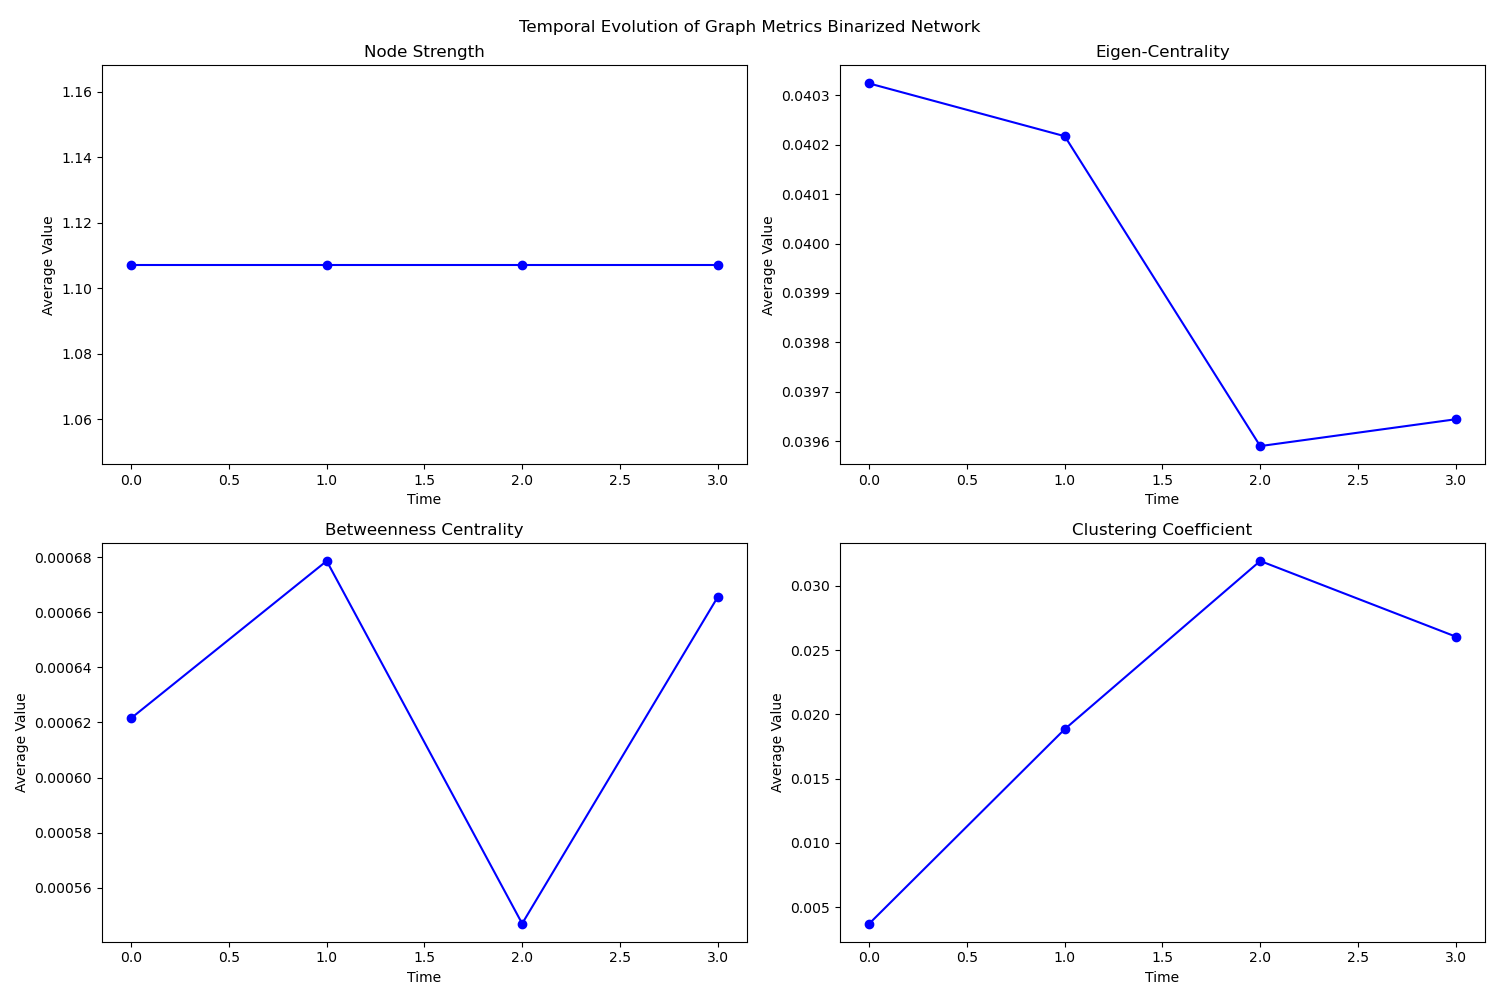 Temporal Evolution of Graph Metrics Binarized Network
Node Strength
1.16
1.14
1.12
1.10
1.08
1.06
Average Value
0.0 0.5 1.0 1.5 2.0 2.5 3.0
Time
Eigen-Centrality
0.0403
0.0402
0.0401
0.0400
0.0399
0.0398
0.0397
0.0396
Average Value
0.0 0.5 1.0 1.5 2.0 2.5 3.0
Time
Betweenness Centrality
0.00068
0.00066
0.00064
0.00062
0.00060
0.00058
0.00056
Average Value
0.0 0.5 1.0 1.5 2.0 2.5 3.0
Time
Clustering Coefficient
0.030
0.025
0.020
0.015
0.010
0.005
Average Value
0.0 0.5 1.0 1.5 2.0 2.5 3.0
Time